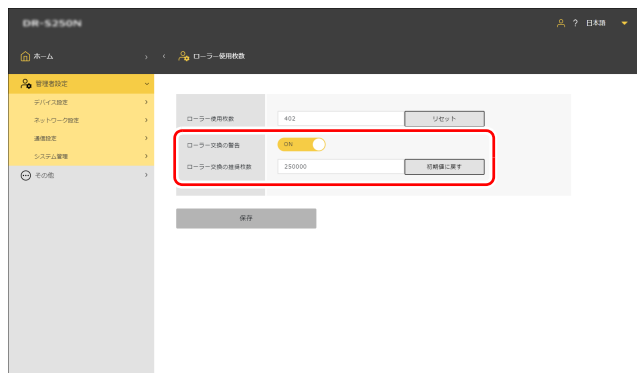 DR-S250N
? 日本語
ホーム
ローラー使用枚数
管理者設定
デバイス設定
ネットワーク設定
通信設定
システム管理
その他
ローラー使用枚数 402 リセット
ローラー交換の警告 ON
ローラー交換の推奨枚数 250000 初期値に戻す
保存